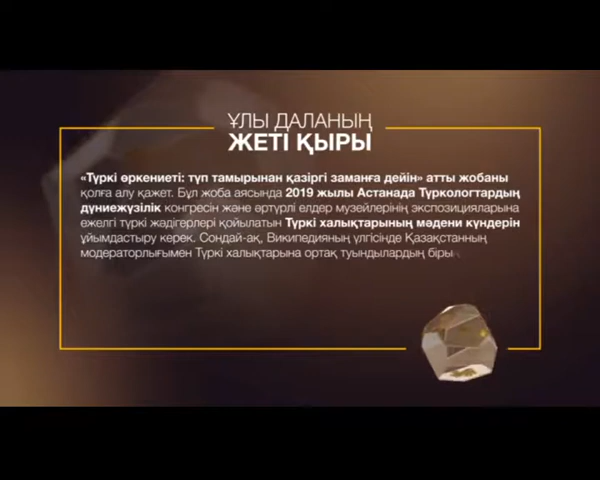 ҰЛЫ ДАЛАНЫҢ
ЖЕТІ ҚЫРЫ
«Түркі өркениеті: түп тамырынан қазіргі заманға дейін» атты жобаны
қолға алу қажет. Бұл жоба аясында 2019 жылы Астанада Түркологтардың
дүниежүзілік конгресін және әртүрлі елдер музейлерінің экспозицияларына
ежелгі түркі жәдігерлері қойылатын Түркі халықтарының мәдени күндерін
ұйымдастыру керек. Сондай-ақ, Википедияның үлгісінде Қазақстанның
модераторлығымен Түркі халықтарына ортақ туындылардың біры